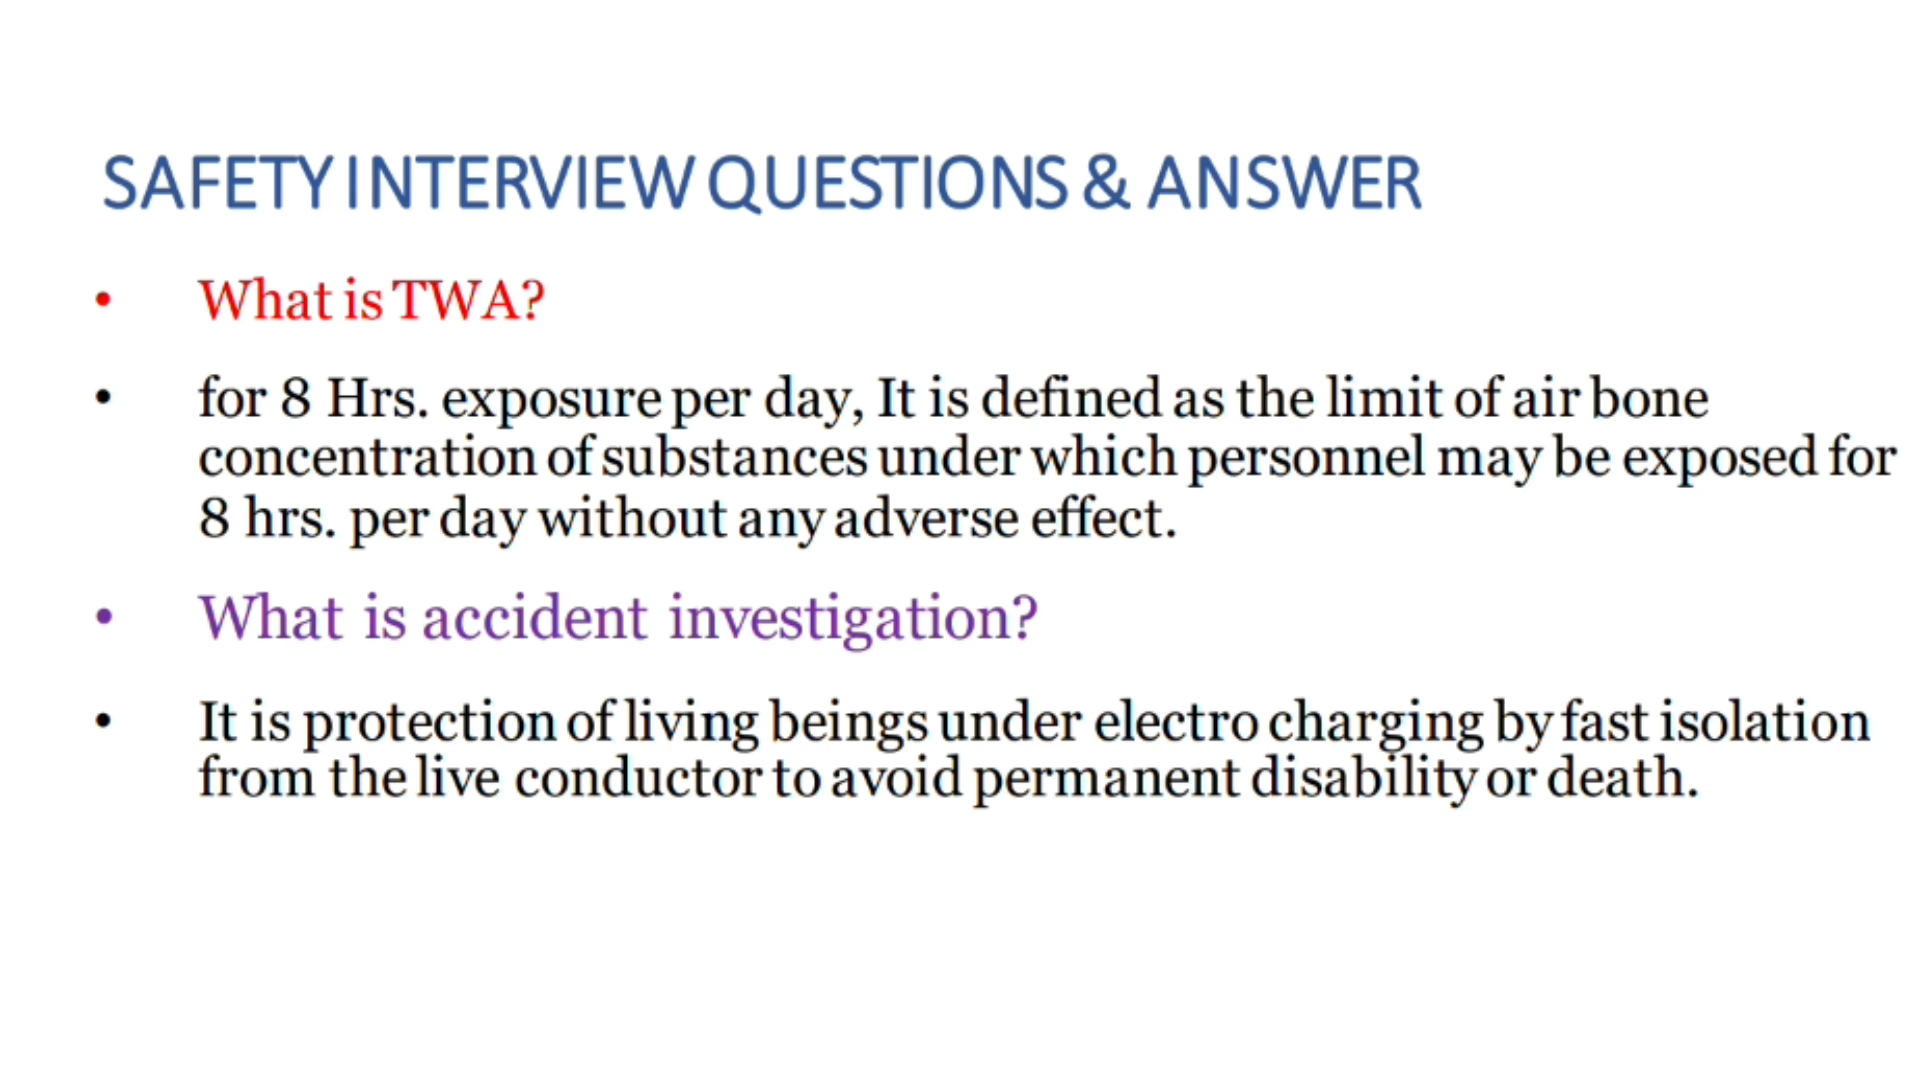 SAFETY INTERVIEW QUESTIONS & ANSWER
• What is TWA?
• for 8 Hrs. exposure per day, It is defined as the limit of air bone
concentration of substances under which personnel may be exposed for
8 hrs. per day without any adverse effect.
• What is accident investigation?
• It is protection of living beings under electro charging by fast isolation
from the live conductor to avoid permanent disability or death.